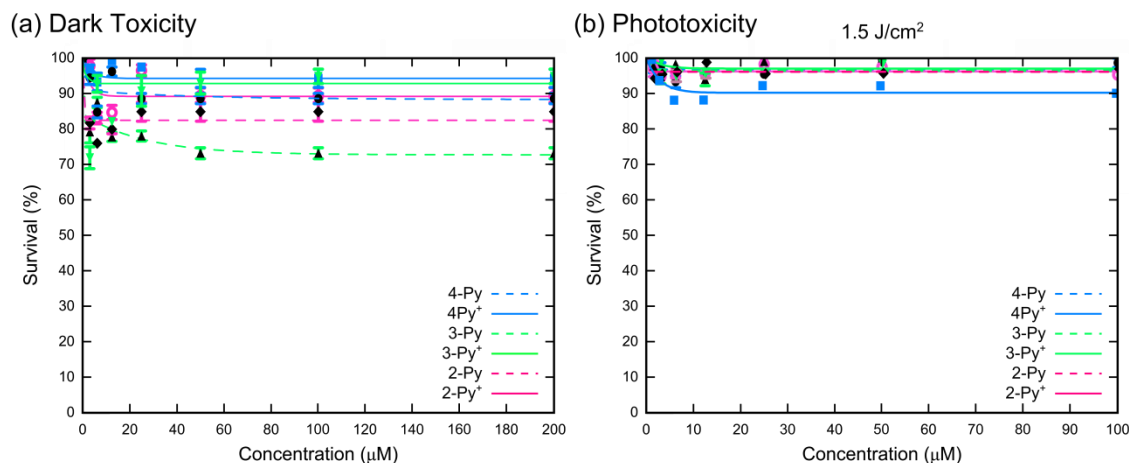 (a) Dark Toxicity
100
90
80
70
60
50
40
30
20
10
0
Survival (%)
4-Py
4Py⁺
3-Py
3-Py⁺
2-Py
2-Py⁺
0 20 40 60 80 100 120 140 160 180 200
Concentration (μM)
(b) Phototoxicity
1.5 J/cm²
100
90
80
70
60
50
40
30
20
10
0
Survival (%)
4-Py
4Py⁺
3-Py
3-Py⁺
2-Py
2-Py⁺
0 10 20 30 40 50 60 70 80 90 100
Concentration (μM)